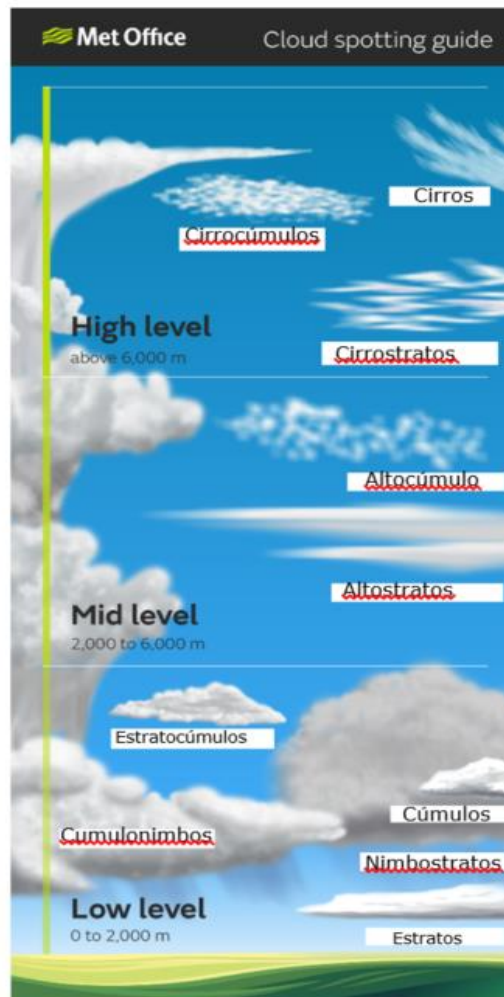 Met Office
Cloud spotting guide
Cirros
Cirrocúmulos
High level
above 6,000 m
Cirrostratos
Altocúmulo
Altostratos
Mid level
2,000 to 6,000 m
Estratocúmulos
Cúmulos
Cumulonimbos
Nimbostratos
Low level
0 to 2,000 m
Estratos